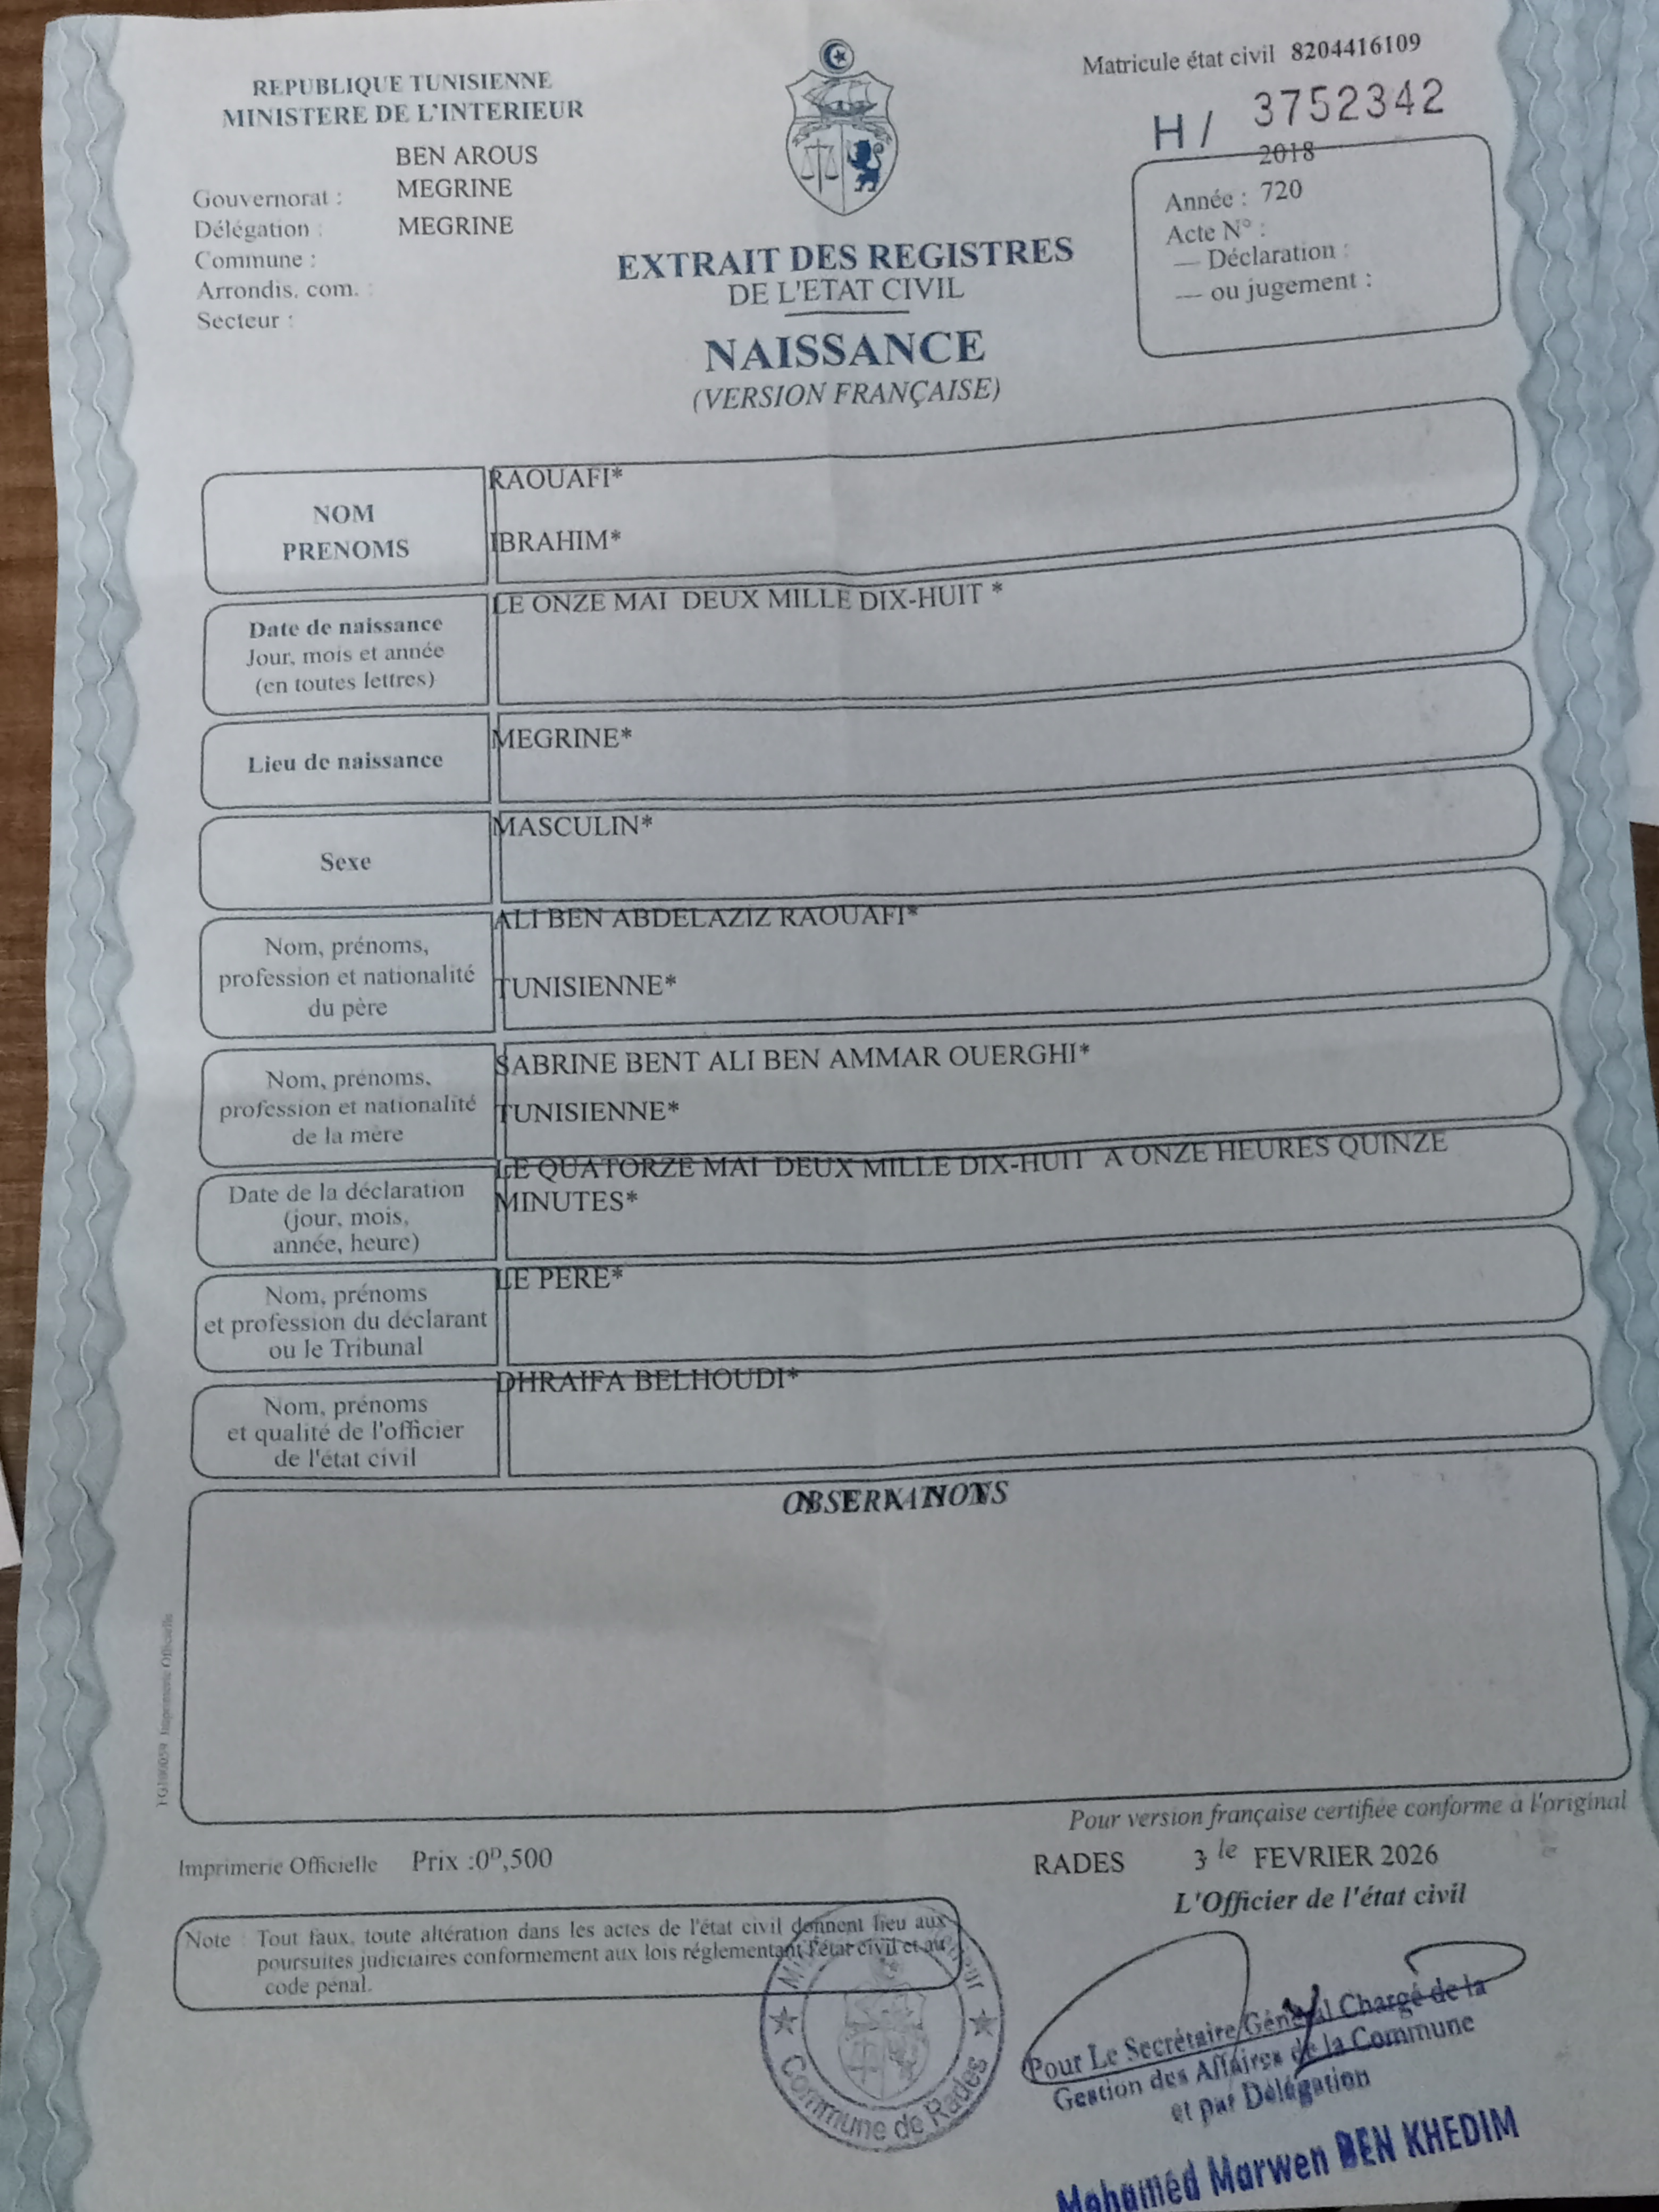 REPUBLIQUE TUNISIENNE
MINISTERE DE L'INTERIEUR
BEN AROUS
Gouvernorat : MEGRINE
Délégation : MEGRINE
Commune :
Arrondis. com. :
Secteur :
Matricule état civil 8204416109
H / 3752342
2018
Année : 720
Acte N° :
— Déclaration :
— ou jugement :
EXTRAIT DES REGISTRES
DE L'ETAT CIVIL
NAISSANCE
(VERSION FRANÇAISE)
NOM
PRENOMS
RAOUAFI*
IBRAHIM*
Date de naissance
Jour, mois et année
(en toutes lettres)
LE ONZE MAI DEUX MILLE DIX-HUIT *
Lieu de naissance
MEGRINE*
Sexe
MASCULIN*
Nom, prénoms,
profession et nationalité
du père
ALI BEN ABDELAZIZ RAOUAFI*
TUNISIENNE*
Nom, prénoms,
profession et nationalité
de la mère
SABRINE BENT ALI BEN AMMAR OUERGHI*
TUNISIENNE*
Date de la déclaration
(jour, mois,
année, heure)
LE QUATORZE MAI DEUX MILLE DIX-HUIT A ONZE HEURES QUINZE
MINUTES*
Nom, prénoms
et profession du déclarant
ou le Tribunal
LE PERE*
Nom, prénoms
et qualité de l'officier
de l'état civil
DHRAIFA BELHOUDI*
OBSERVATIONS
Imprimerie Officielle
Pour version française certifiée conforme à l'original
Imprimerie Officielle Prix :0ᴰ,500
RADES 3 le FEVRIER 2026
L'Officier de l'état civil
Note : Tout faux, toute altération dans les actes de l'état civil donnent lieu aux
poursuites judiciaires conformement aux lois réglementant l'état civil et au
code pénal.
Commune de Rades
Pour Le Secrétaire Général Chargé de la
Gestion des Affaires de la Commune
et par Délégation
Mohamed Marwen BEN KHEDIM